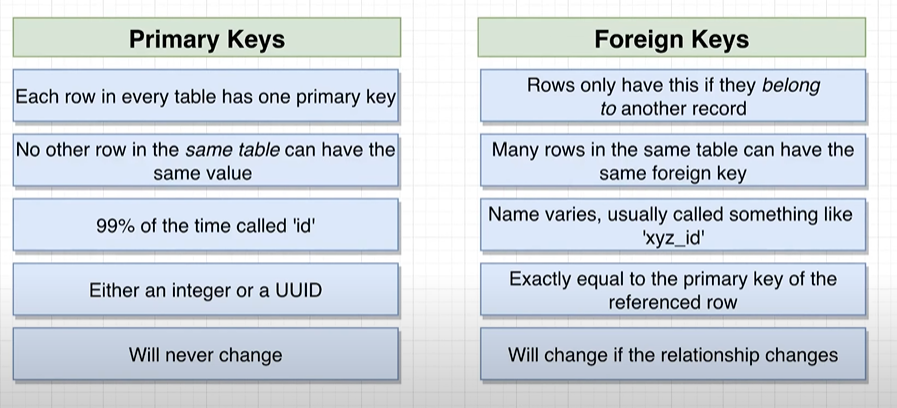 Primary Keys
Each row in every table has one primary key
No other row in the same table can have the
same value
99% of the time called 'id'
Either an integer or a UUID
Will never change
Foreign Keys
Rows only have this if they belong
to another record
Many rows in the same table can have the
same foreign key
Name varies, usually called something like
'xyz_id'
Exactly equal to the primary key of the
referenced row
Will change if the relationship changes